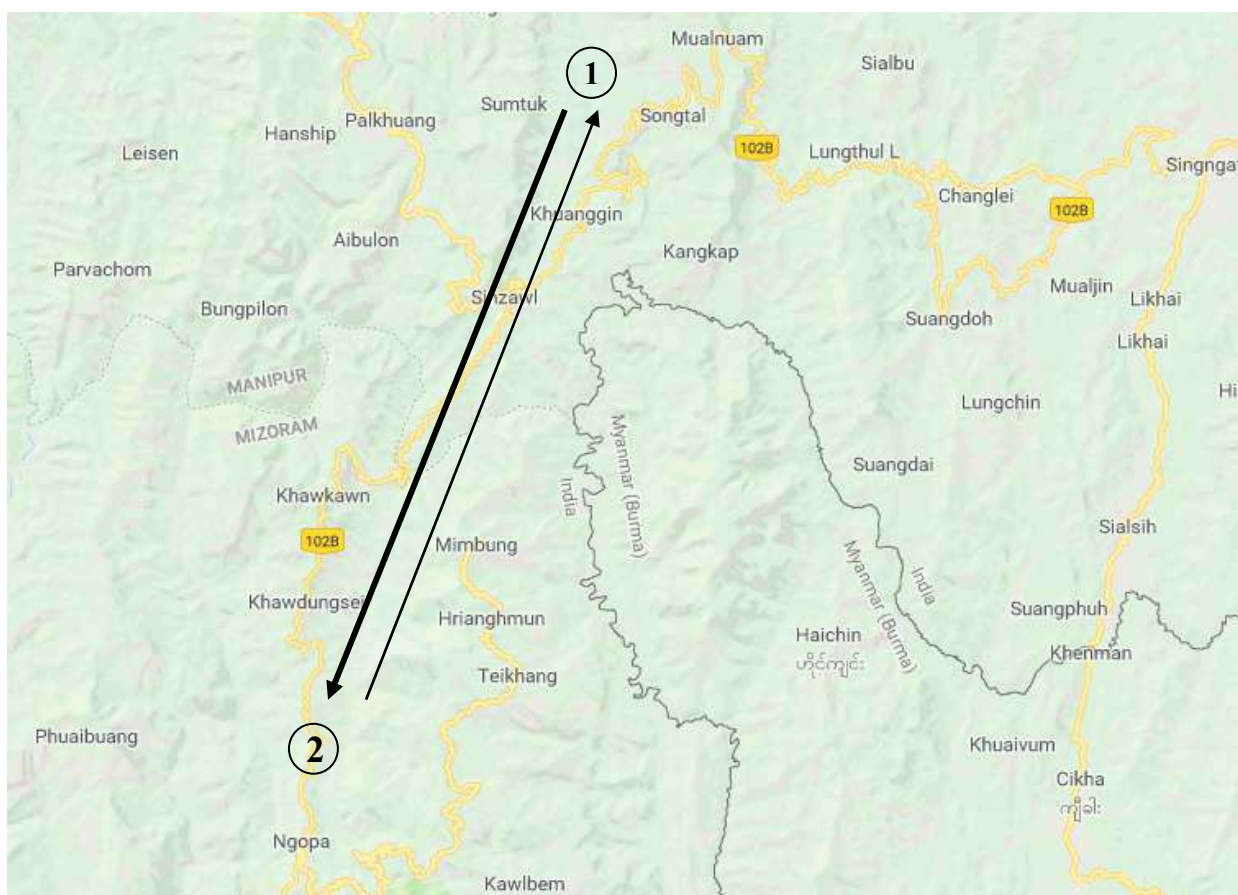 Mualnuam
Sialbu
1
Sumtuk
Songtal
Palkhuang
Hanship
102B
Lungthul L
Leisen
Singngat
Changlei
102B
Khuanggin
Aibulon
Kangkap
Parvachom
Bungpilon
Sinzawl
Mualjin
Likhai
Suangdoh
Likhai
MANIPUR
Hi
Lungchin
MIZORAM
Myanmar (Burma)
India
Suangdai
Khawkawn
Sialsih
102B
Mimbung
India
Myanmar (Burma)
Khawdungsei
Suangphuh
Hrianghmun
Haichin
ဟိုင်ကျင်း
Khenman
Teikhang
Phuaibuang
2
Khuaivum
Cikha
ကျီခါး
Ngopa
Kawlbem